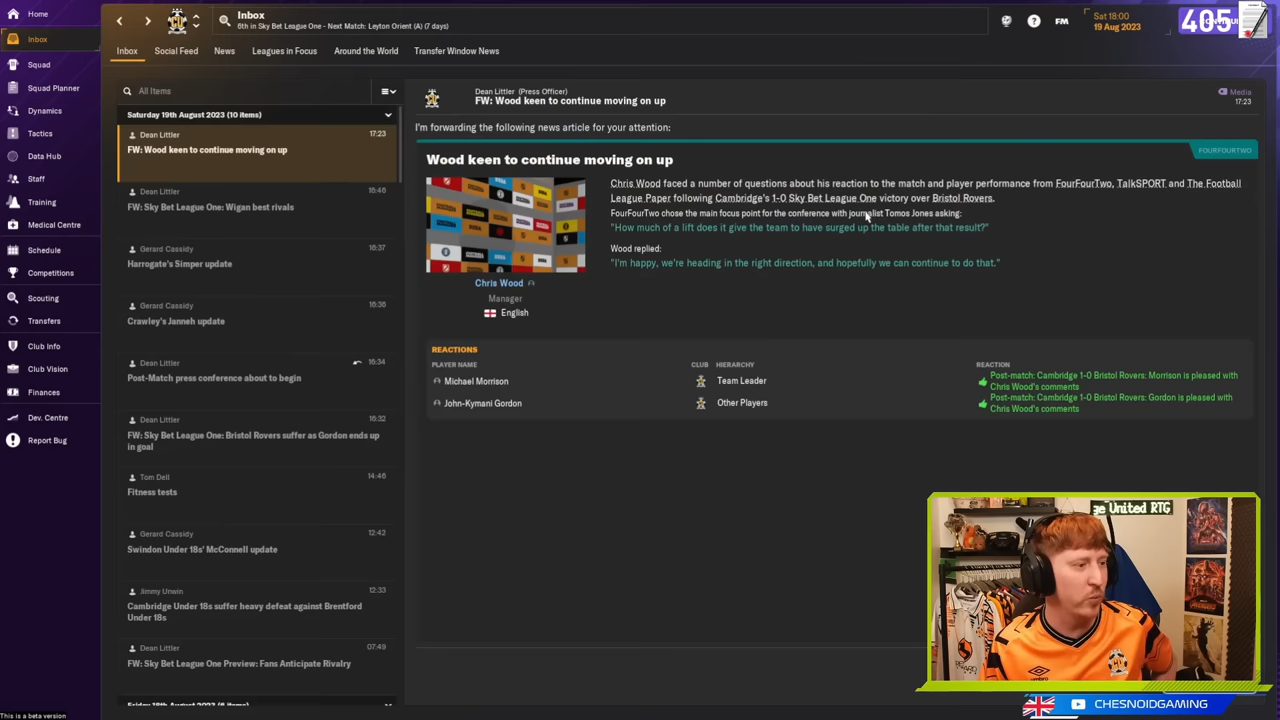 Home
Inbox
Squad
Squad Planner
Dynamics
Tactics
Data Hub
Staff
Training
Medical Centre
Schedule
Competitions
Scouting
Transfers
Club Info
Club Vision
Finances
Dev. Centre
Report Bug
This is a beta version
Inbox
6th in Sky Bet League One - Next Match: Leyton Orient (A) (7 days)
FM
Sat 18:00
19 Aug 2023
405
Inbox
Social Feed
News
Leagues in Focus
Around the World
Transfer Window News
All Items
Saturday 19th August 2023 (10 items)
Dean Littler 17:23
FW: Wood keen to continue moving on up
Dean Littler 16:46
FW: Sky Bet League One: Wigan best rivals
Gerard Cassidy 16:37
Harrogate's Simper update
Gerard Cassidy 16:36
Crawley's Janneh update
Dean Littler 16:34
Post-Match press conference about to begin
Dean Littler 16:32
FW: Sky Bet League One: Bristol Rovers suffer as Gordon ends up
in goal
Tom Dell 14:46
Fitness tests
Gerard Cassidy 12:42
Swindon Under 18s' McConnell update
Jimmy Unwin 12:33
Cambridge Under 18s suffer heavy defeat against Brentford
Under 18s
Dean Littler 07:49
FW: Sky Bet League One Preview: Fans Anticipate Rivalry
Friday 18th August 2023 (6 items)
Dean Littler (Press Officer)
FW: Wood keen to continue moving on up
Media
17:23
I'm forwarding the following news article for your attention:
FOURFOURTWO
Wood keen to continue moving on up
Chris Wood faced a number of questions about his reaction to the match and player performance from FourFourTwo, TalkSPORT and The Football
League Paper following Cambridge's 1-0 Sky Bet League One victory over Bristol Rovers.
FourFourTwo chose the main focus point for the conference with journalist Tomos Jones asking:
"How much of a lift does it give the team to have surged up the table after that result?"
Wood replied:
"I'm happy, we're heading in the right direction, and hopefully we can continue to do that."
Chris Wood
Manager
English
REACTIONS
PLAYER NAME CLUB HIERARCHY REACTION
Michael Morrison Team Leader Post-match: Cambridge 1-0 Bristol Rovers: Morrison is pleased with
Chris Wood's comments
John-Kymani Gordon Other Players Post-match: Cambridge 1-0 Bristol Rovers: Gordon is pleased with
Chris Wood's comments
ge United RTG
umbro
CHESNOIDGAMING